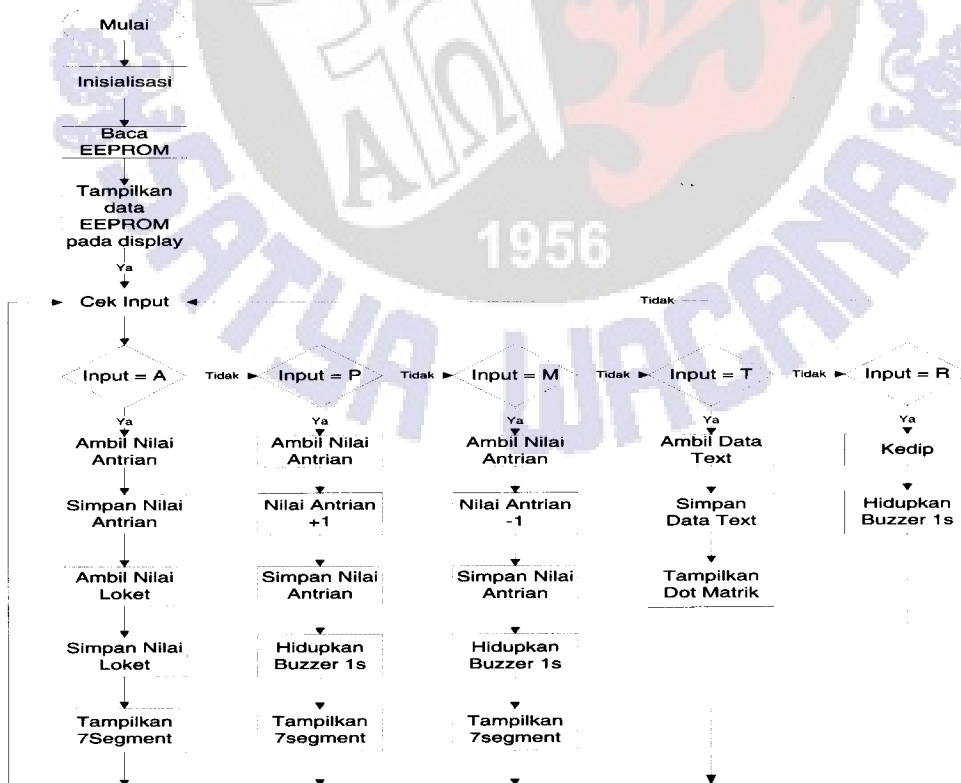 Mulai
Inisialisasi
Baca
EEPROM
Tampilkan
data
EEPROM
pada display
Ya
Cek Input
Tidak
Input = A
Tidak
Input = P
Tidak
Input = M
Tidak
Input = T
Tidak
Input = R
Ya
Ambil Nilai
Antrian
Simpan Nilai
Antrian
Ambil Nilai
Loket
Simpan Nilai
Loket
Tampilkan
7Segment
Ya
Ambil Nilai
Antrian
Nilai Antrian
+1
Simpan Nilai
Antrian
Hidupkan
Buzzer 1s
Tampilkan
7segment
Ya
Ambil Nilai
Antrian
Nilai Antrian
-1
Simpan Nilai
Antrian
Hidupkan
Buzzer 1s
Tampilkan
7segment
Ya
Ambil Data
Text
Simpan
Data Text
Tampilkan
Dot Matrik
Ya
Kedip
Hidupkan
Buzzer 1s
ΑΩ
1956
SATYA WACANA